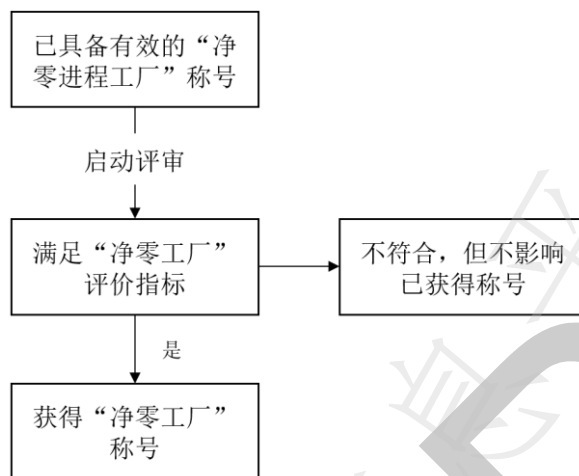 已具备有效的“净
零进程工厂”称号
启动评审
满足“净零工厂”
评价指标
不符合，但不影响
已获得称号
是
获得“净零工厂”
称号